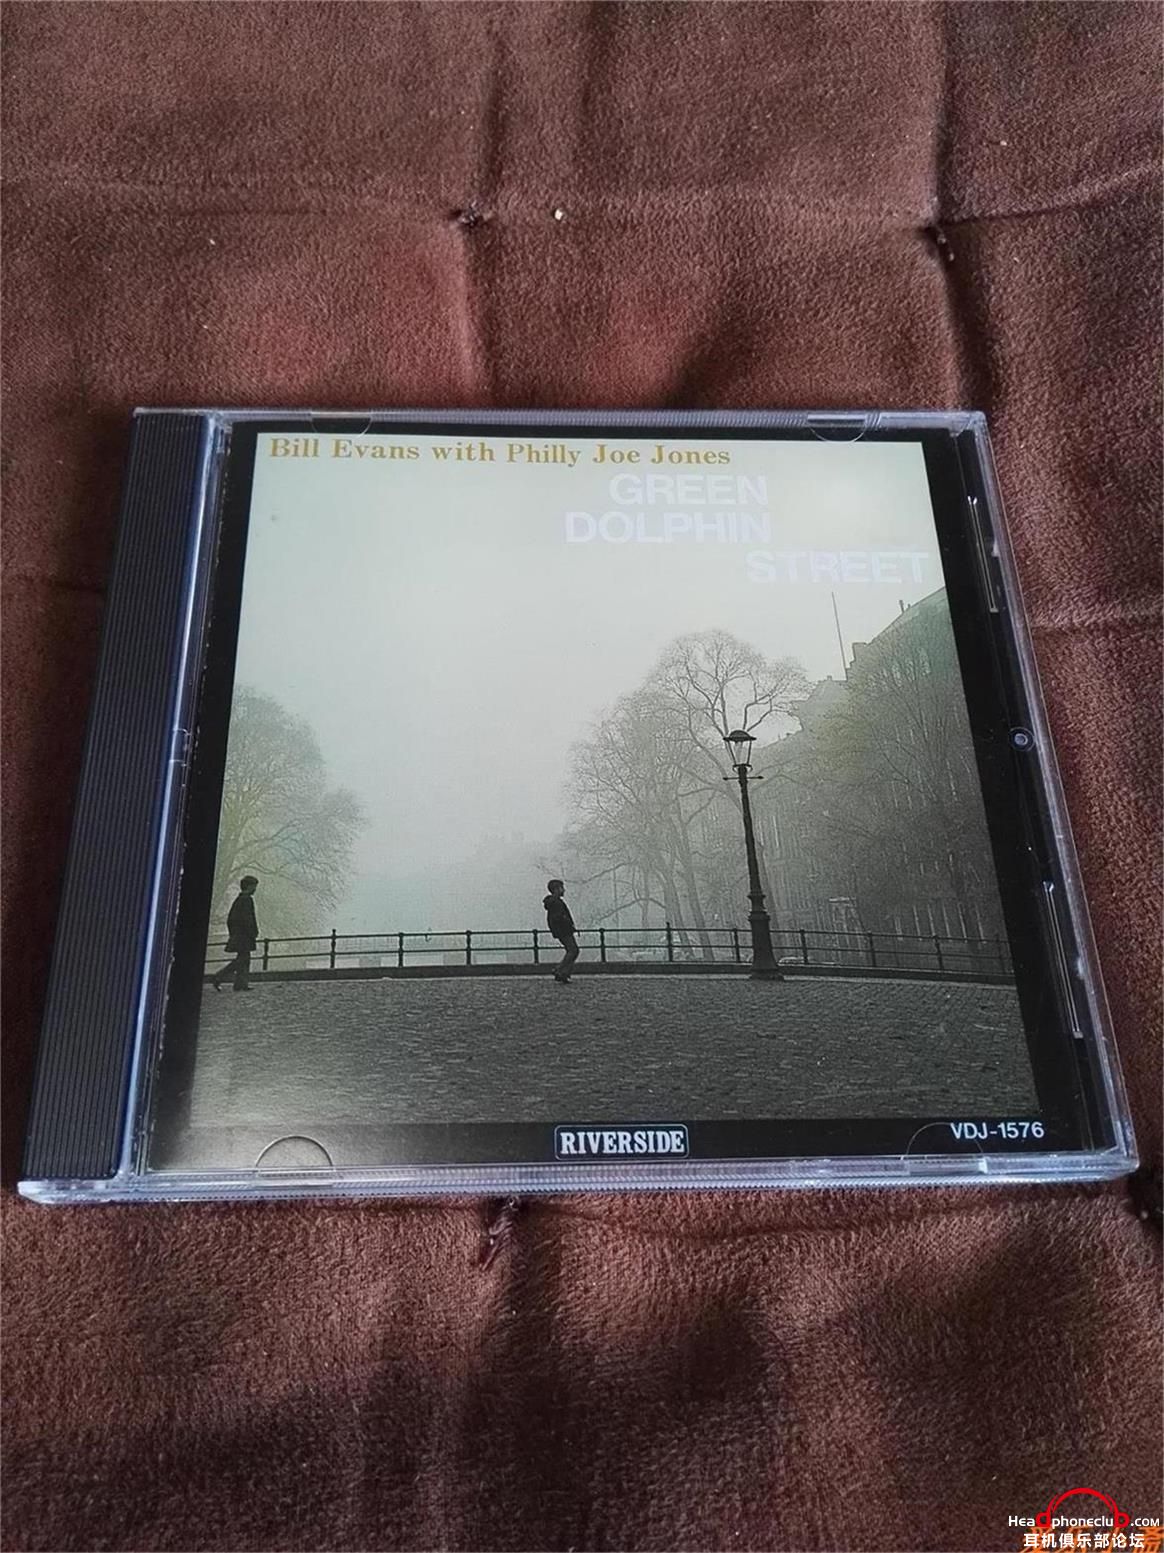 Bill Evans with Philly Joe Jones
GREEN
DOLPHIN
STREET
RIVERSIDE
VDJ-1576
HeadphoneclubD.com
耳机俱乐部论坛